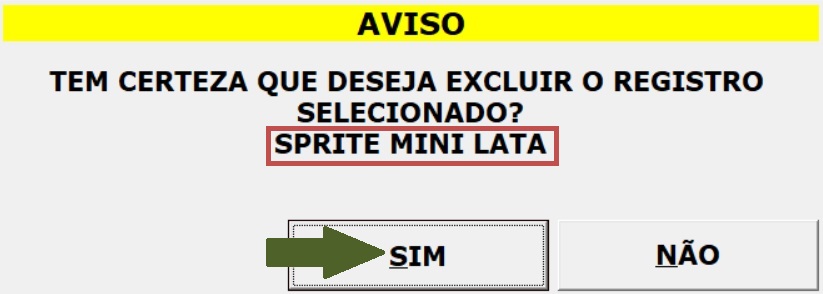 AVISO
TEM CERTEZA QUE DESEJA EXCLUIR O REGISTRO
SELECIONADO?
SPRITE MINI LATA
SIM
NÃO